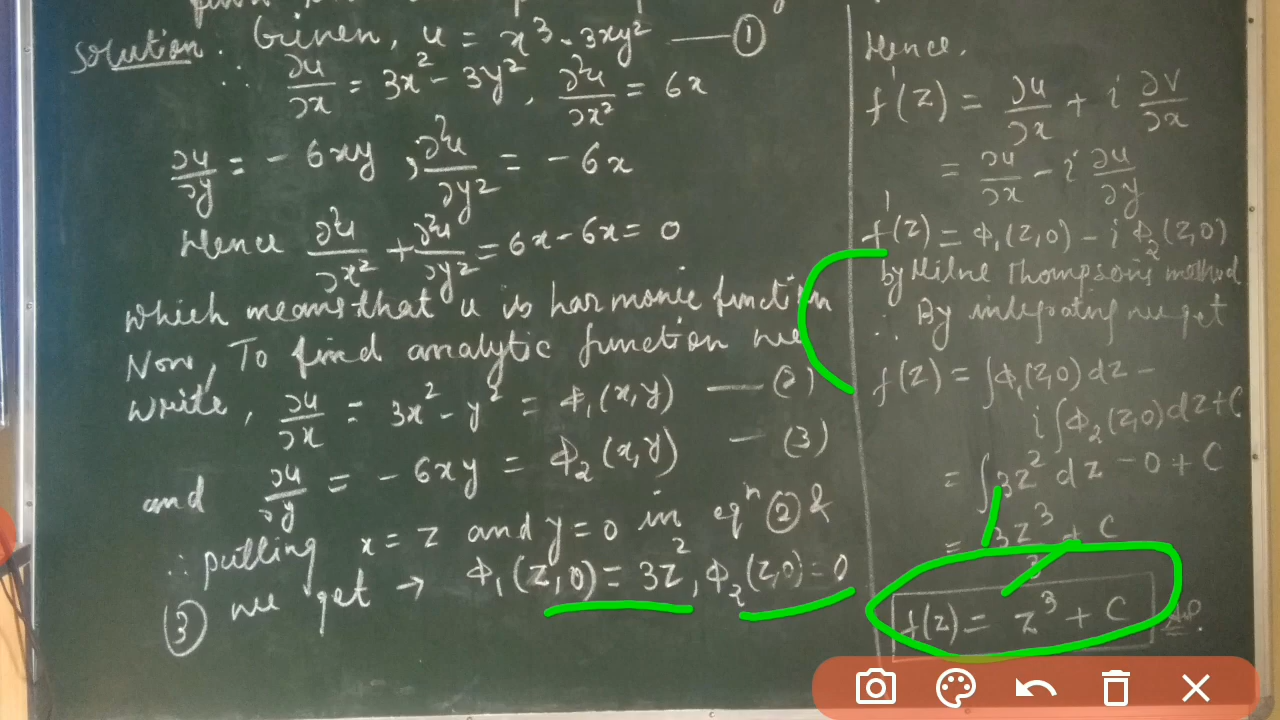 Solution. Given, u = x³ - 3xy² —— ①
∴ ∂u/∂x = 3x² - 3y², ∂²u/∂x² = 6x
∂u/∂y = - 6xy ; ∂²u/∂y² = - 6x
Hence ∂²u/∂x² + ∂²u/∂y² = 6x - 6x = 0
which means that u is harmonic function
Now, To find analytic function we
write, ∂u/∂x = 3x² - y² = Φ₁(x,y) —— (2)
and ∂u/∂y = - 6xy = Φ₂(x,y) — (3)
∴ putting x = z and y = 0 in eqⁿ ② &
③ we get → Φ₁(z,0) = 3z², Φ₂(z,0) = 0
Hence.
f'(z) = ∂u/∂x + i ∂V/∂x
= ∂u/∂x - i ∂u/∂y
f'(z) = Φ₁(z,0) - i Φ₂(z,0)
by Milne Thompson's method
∴ By integrating we get
f(z) = ∫Φ₁(z,0) dz -
i∫Φ₂(z,0)dz + C
= ∫3z² dz - 0 + C
= 3z³/3 + C
f(z) = z³ + C